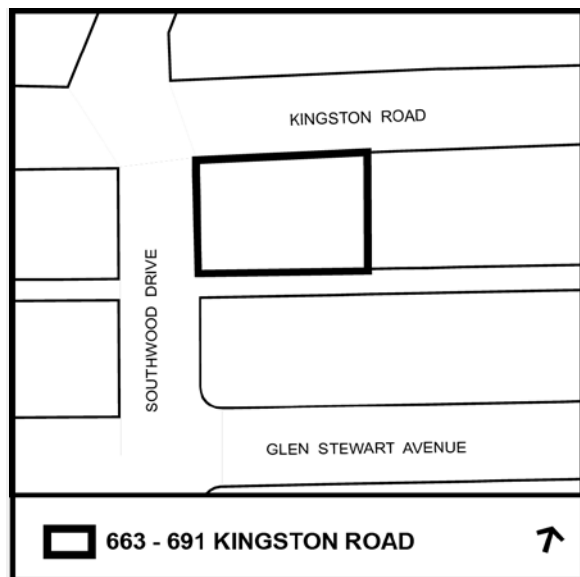 KINGSTON ROAD
SOUTHWOOD DRIVE
GLEN STEWART AVENUE
663 - 691 KINGSTON ROAD